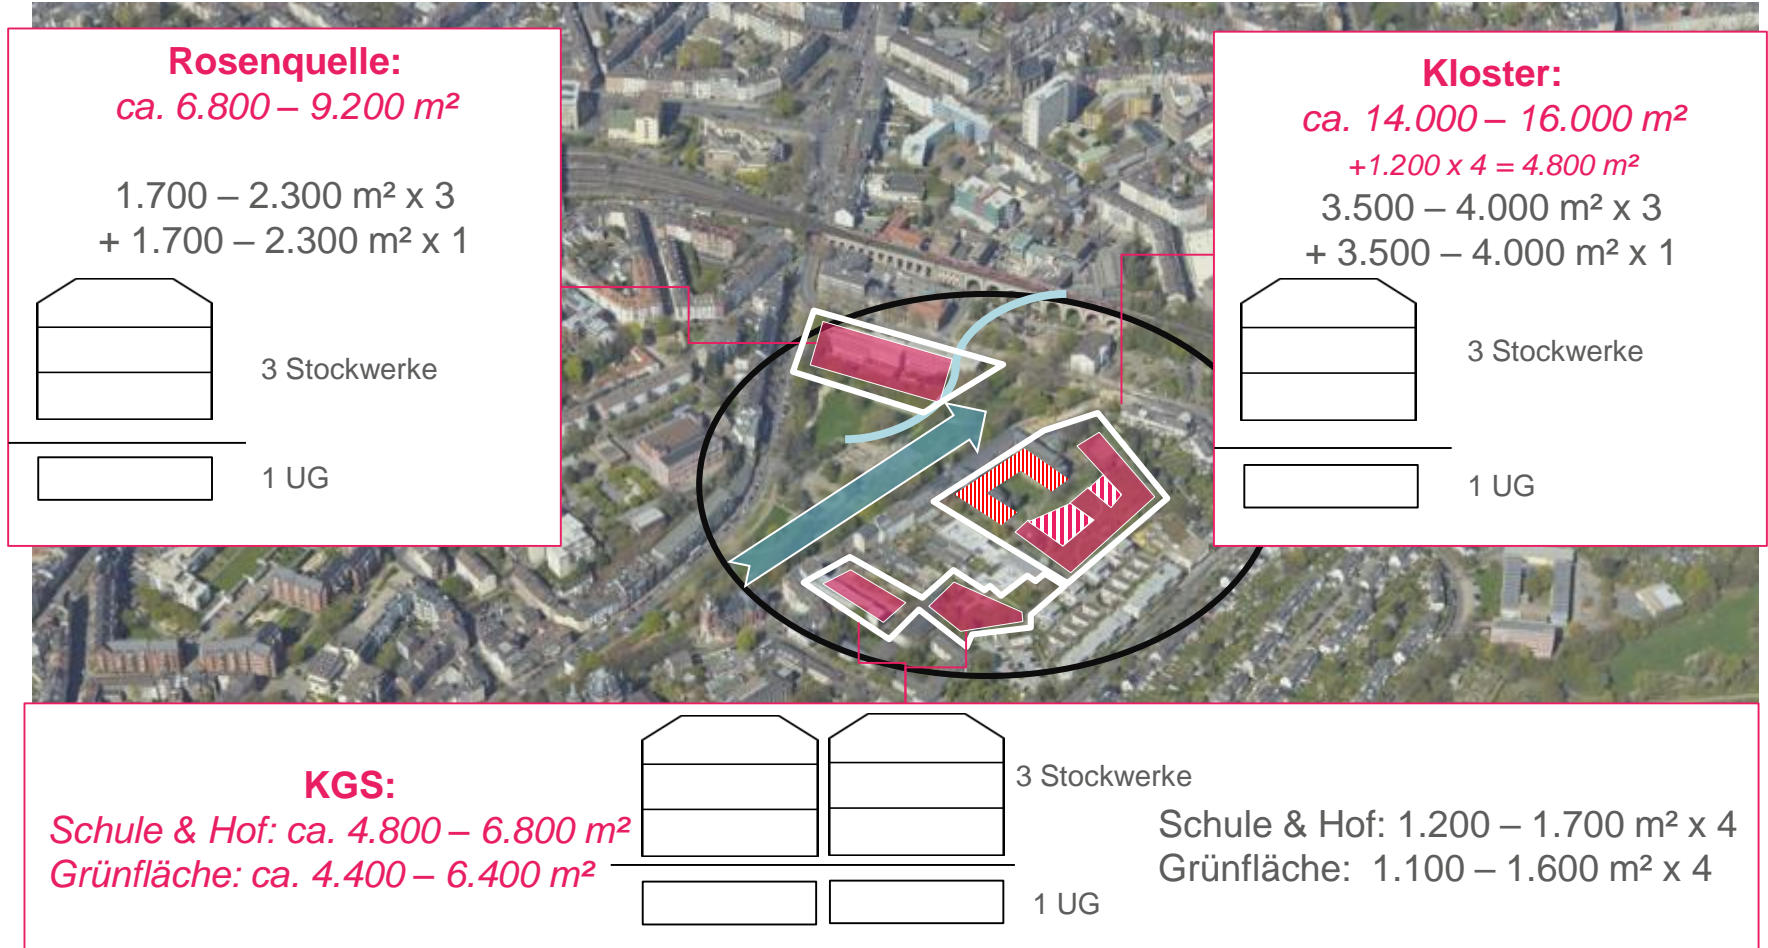 Rosenquelle:
ca. 6.800 – 9.200 m²
1.700 – 2.300 m² x 3
+ 1.700 – 2.300 m² x 1
3 Stockwerke
1 UG
Kloster:
ca. 14.000 – 16.000 m²
+1.200 x 4 = 4.800 m²
3.500 – 4.000 m² x 3
+ 3.500 – 4.000 m² x 1
3 Stockwerke
1 UG
KGS:
Schule & Hof: ca. 4.800 – 6.800 m²
Grünfläche: ca. 4.400 – 6.400 m²
3 Stockwerke
1 UG
Schule & Hof: 1.200 – 1.700 m² x 4
Grünfläche: 1.100 – 1.600 m² x 4